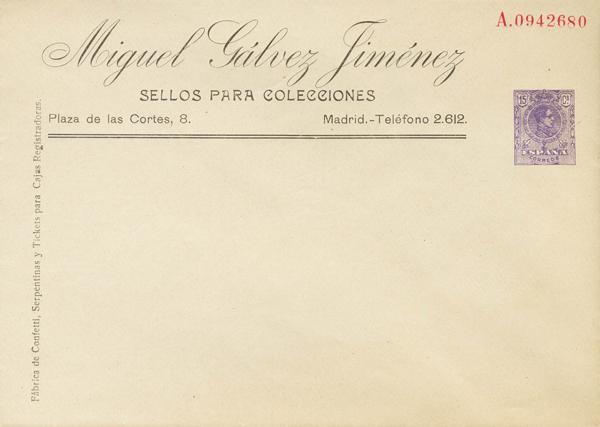 A.0942680
Miguel Gálvez Jiménez
SELLOS PARA COLECCIONES
Plaza de las Cortes, 8. Madrid.-Teléfono 2.612.
15 Cs
ESPAÑA
CORREOS
Fábrica de Confetti, Serpentinas y Tickets para Cajas Registradoras.